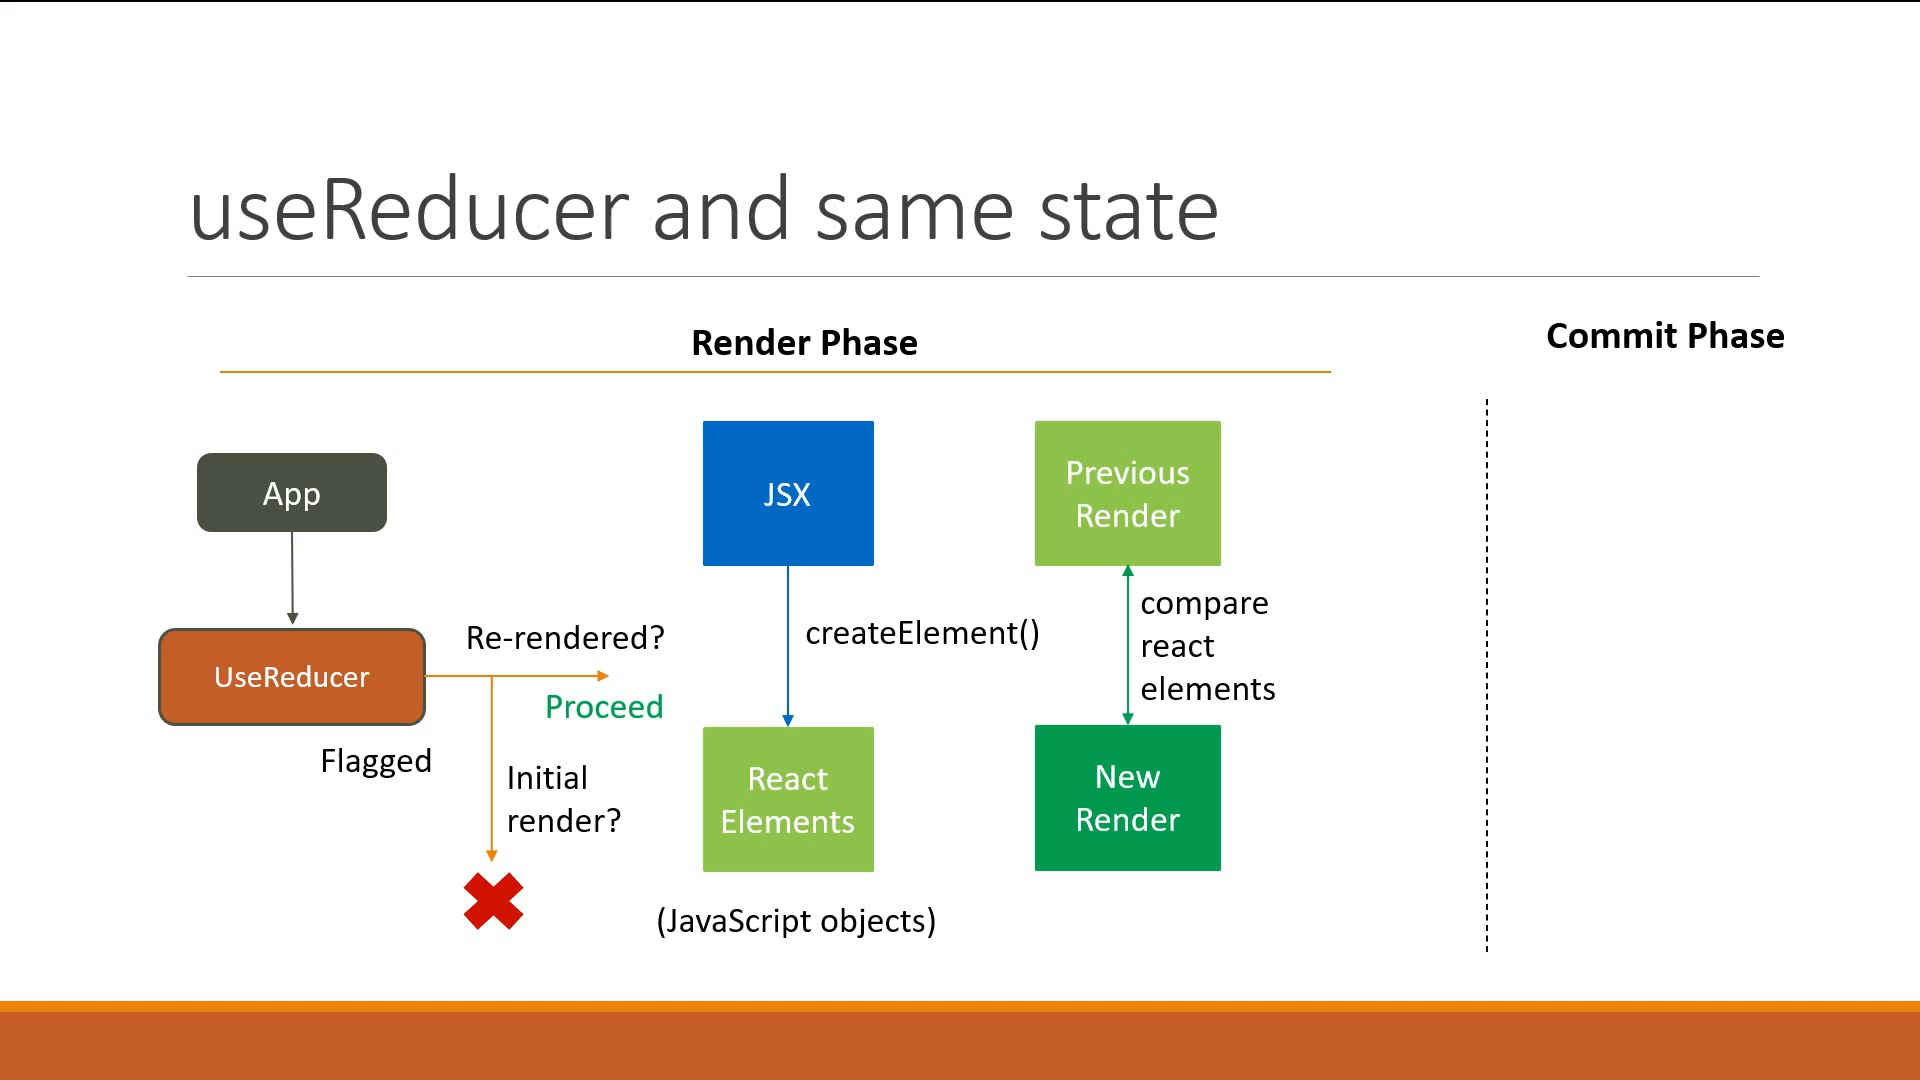 useReducer and same state
Render Phase
Commit Phase
App
UseReducer
Flagged
Re-rendered?
Proceed
Initial
render?
JSX
createElement()
React
Elements
(JavaScript objects)
Previous
Render
compare
react
elements
New
Render